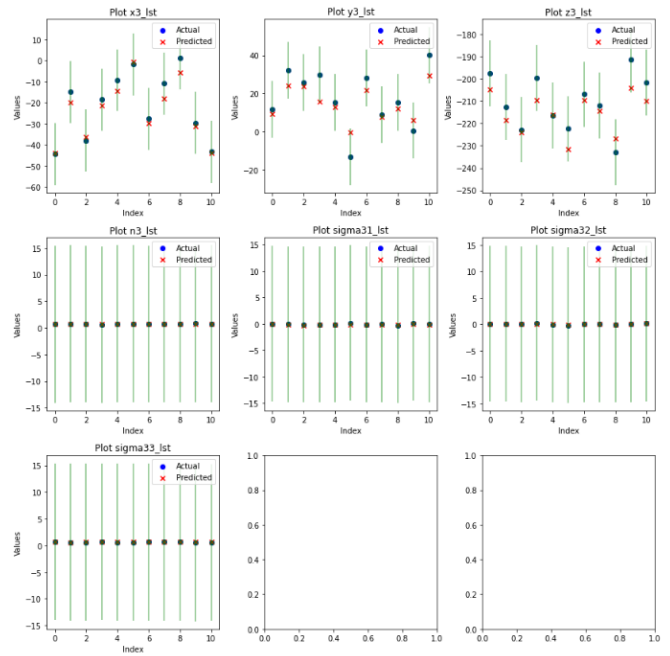 Plot x3_lst
10
0
−10
−20
−30
−40
−50
−60
Values
Actual
Predicted
0 2 4 6 8 10
Index
Plot y3_lst
40
20
0
−20
Values
Actual
Predicted
0 2 4 6 8 10
Index
Plot z3_lst
−180
−190
−200
−210
−220
−230
−240
−250
Values
Actual
Predicted
0 2 4 6 8 10
Index
Plot n3_lst
15
10
5
0
−5
−10
−15
Values
Actual
Predicted
0 2 4 6 8 10
Index
Plot sigma31_lst
15
10
5
0
−5
−10
−15
Values
Actual
Predicted
0 2 4 6 8 10
Index
Plot sigma32_lst
15
10
5
0
−5
−10
−15
Values
Actual
Predicted
0 2 4 6 8 10
Index
Plot sigma33_lst
15
10
5
0
−5
−10
−15
Values
Actual
Predicted
0 2 4 6 8 10
Index
1.0
0.8
0.6
0.4
0.2
0.0
0.0 0.2 0.4 0.6 0.8 1.0
1.0
0.8
0.6
0.4
0.2
0.0
0.0 0.2 0.4 0.6 0.8 1.0